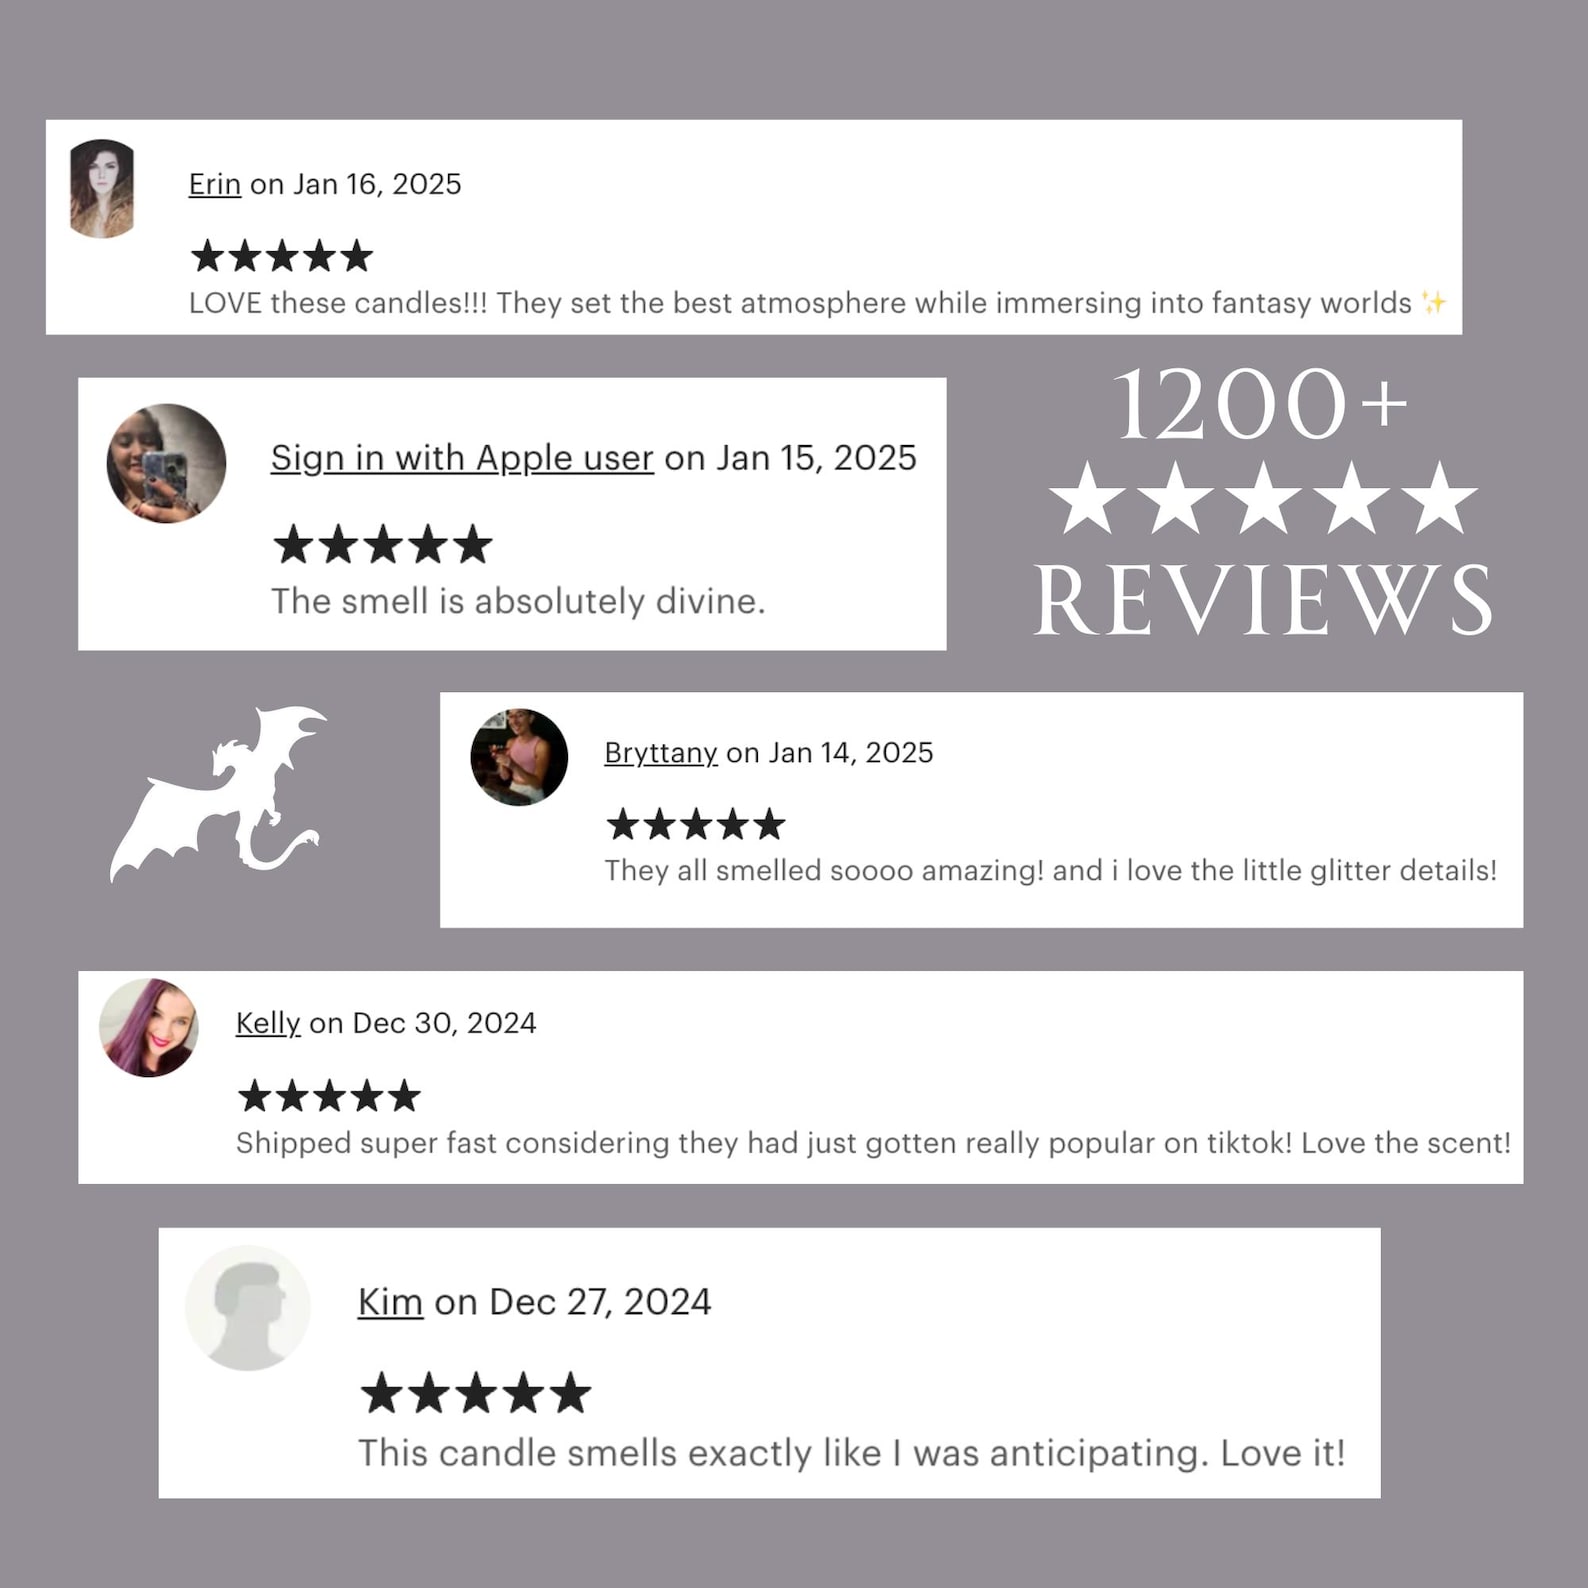 Erin on Jan 16, 2025
★★★★★
LOVE these candles!!! They set the best atmosphere while immersing into fantasy worlds ✨
Sign in with Apple user on Jan 15, 2025
★★★★★
The smell is absolutely divine.
1200+
★★★★★
REVIEWS
Bryttany on Jan 14, 2025
★★★★★
They all smelled soooo amazing! and i love the little glitter details!
Kelly on Dec 30, 2024
★★★★★
Shipped super fast considering they had just gotten really popular on tiktok! Love the scent!
Kim on Dec 27, 2024
★★★★★
This candle smells exactly like I was anticipating. Love it!